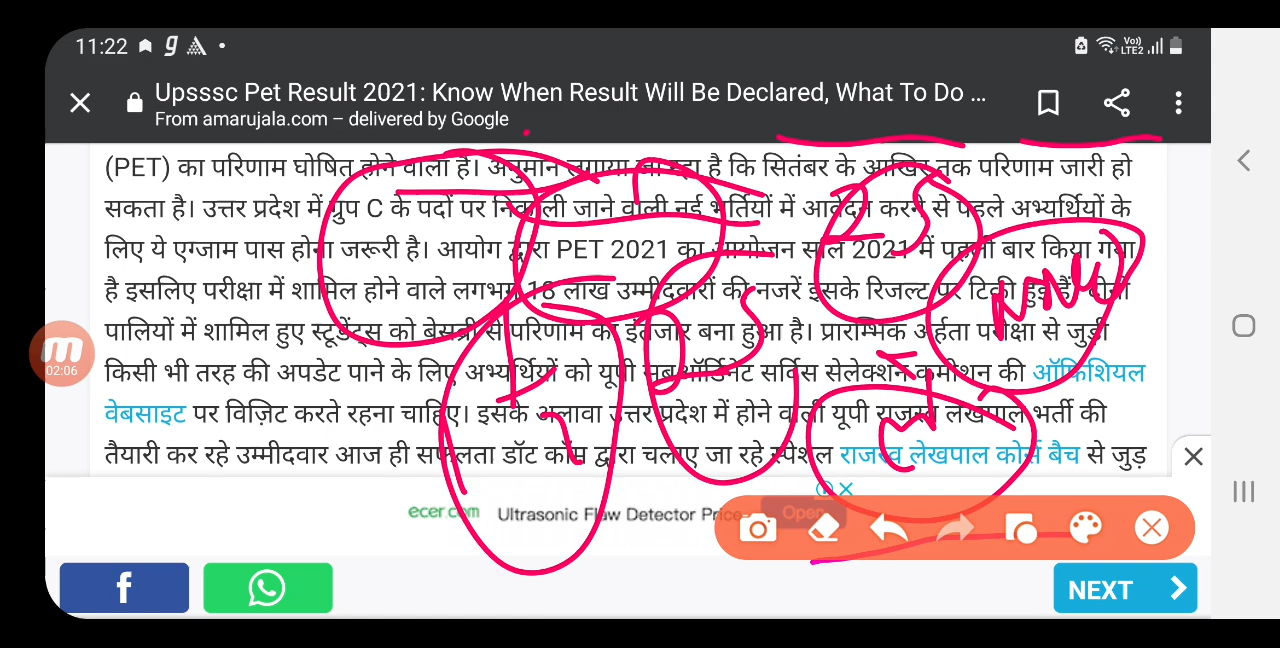 11:22
Vo))
LTE2
Upsssc Pet Result 2021: Know When Result Will Be Declared, What To Do ...
From amarujala.com – delivered by Google
(PET) का परिणाम घोषित होने वाला है। अनुमान लगाया जा रहा है कि सितंबर के आखिर तक परिणाम जारी हो
सकता है। उत्तर प्रदेश में ग्रुप C के पदों पर निकाली जाने वाली नई भर्तियों में आवेदन करने से पहले अभ्यर्थियों के
लिए ये एग्जाम पास होना जरूरी है। आयोग द्वारा PET 2021 का आयोजन साल 2021 में पहली बार किया गया
है इसलिए परीक्षा में शामिल होने वाले लगभग 18 लाख उम्मीदवारों की नजरें इसके रिजल्ट पर टिकी हुई हैं। दोनों
पालियों में शामिल हुए स्टूडेंट्स को बेसब्री से परिणाम का इंतजार बना हुआ है। प्रारम्भिक अर्हता परीक्षा से जुड़ी
02:06
किसी भी तरह की अपडेट पाने के लिए अभ्यर्थियों को यूपी सबऑर्डिनेट सर्विस सेलेक्शन कमीशन की ऑफिशियल
वेबसाइट पर विज़िट करते रहना चाहिए। इसके अलावा उत्तर प्रदेश में होने वाली यूपी राजस्व लेखपाल भर्ती की
तैयारी कर रहे उम्मीदवार आज ही सफलता डॉट कॉम द्वारा चलाए जा रहे स्पेशल राजस्व लेखपाल कोर्स बैच से जुड़
ecer.com Ultrasonic Flaw Detector Price- Open
NEXT